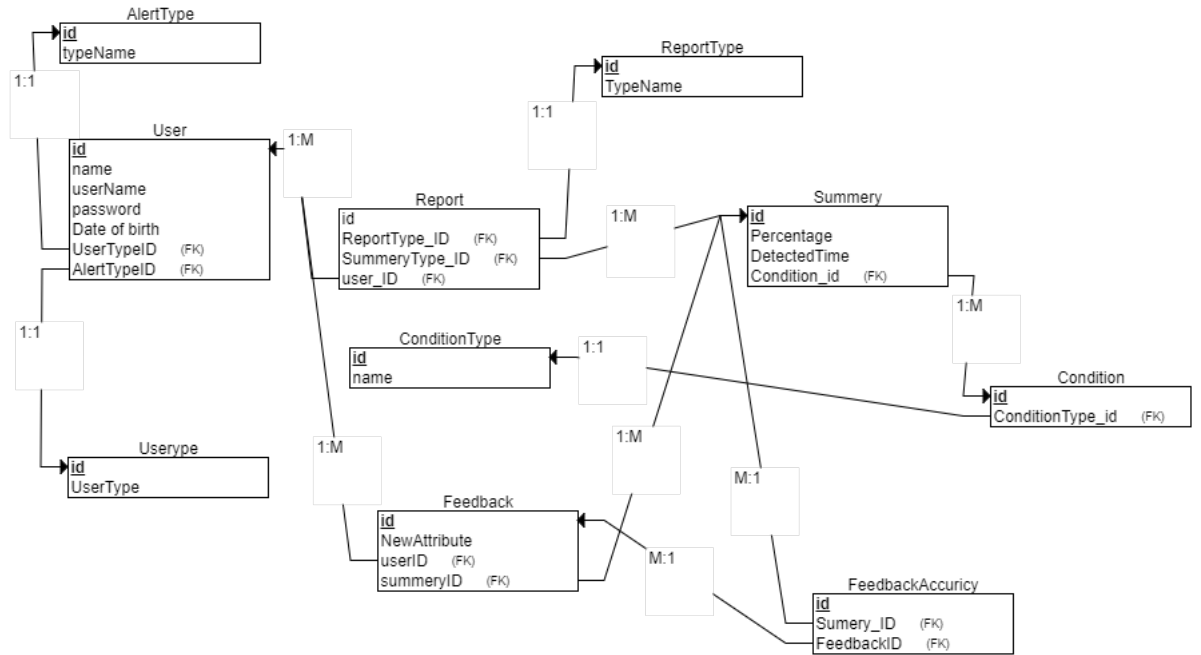 AlertType
id
typeName
1:1
User
id
name
userName
password
Date of birth
UserTypeID (FK)
AlertTypeID (FK)
1:1
Userype
id
UserType
1:M
Report
id
ReportType_ID (FK)
SummeryType_ID (FK)
user_ID (FK)
1:1
ReportType
id
TypeName
1:M
Summery
id
Percentage
DetectedTime
Condition_id (FK)
1:M
Condition
id
ConditionType_id (FK)
ConditionType
id
name
1:1
1:M
Feedback
id
NewAttribute
userID (FK)
summeryID (FK)
1:M
M:1
M:1
FeedbackAccuricy
id
Sumery_ID (FK)
FeedbackID (FK)